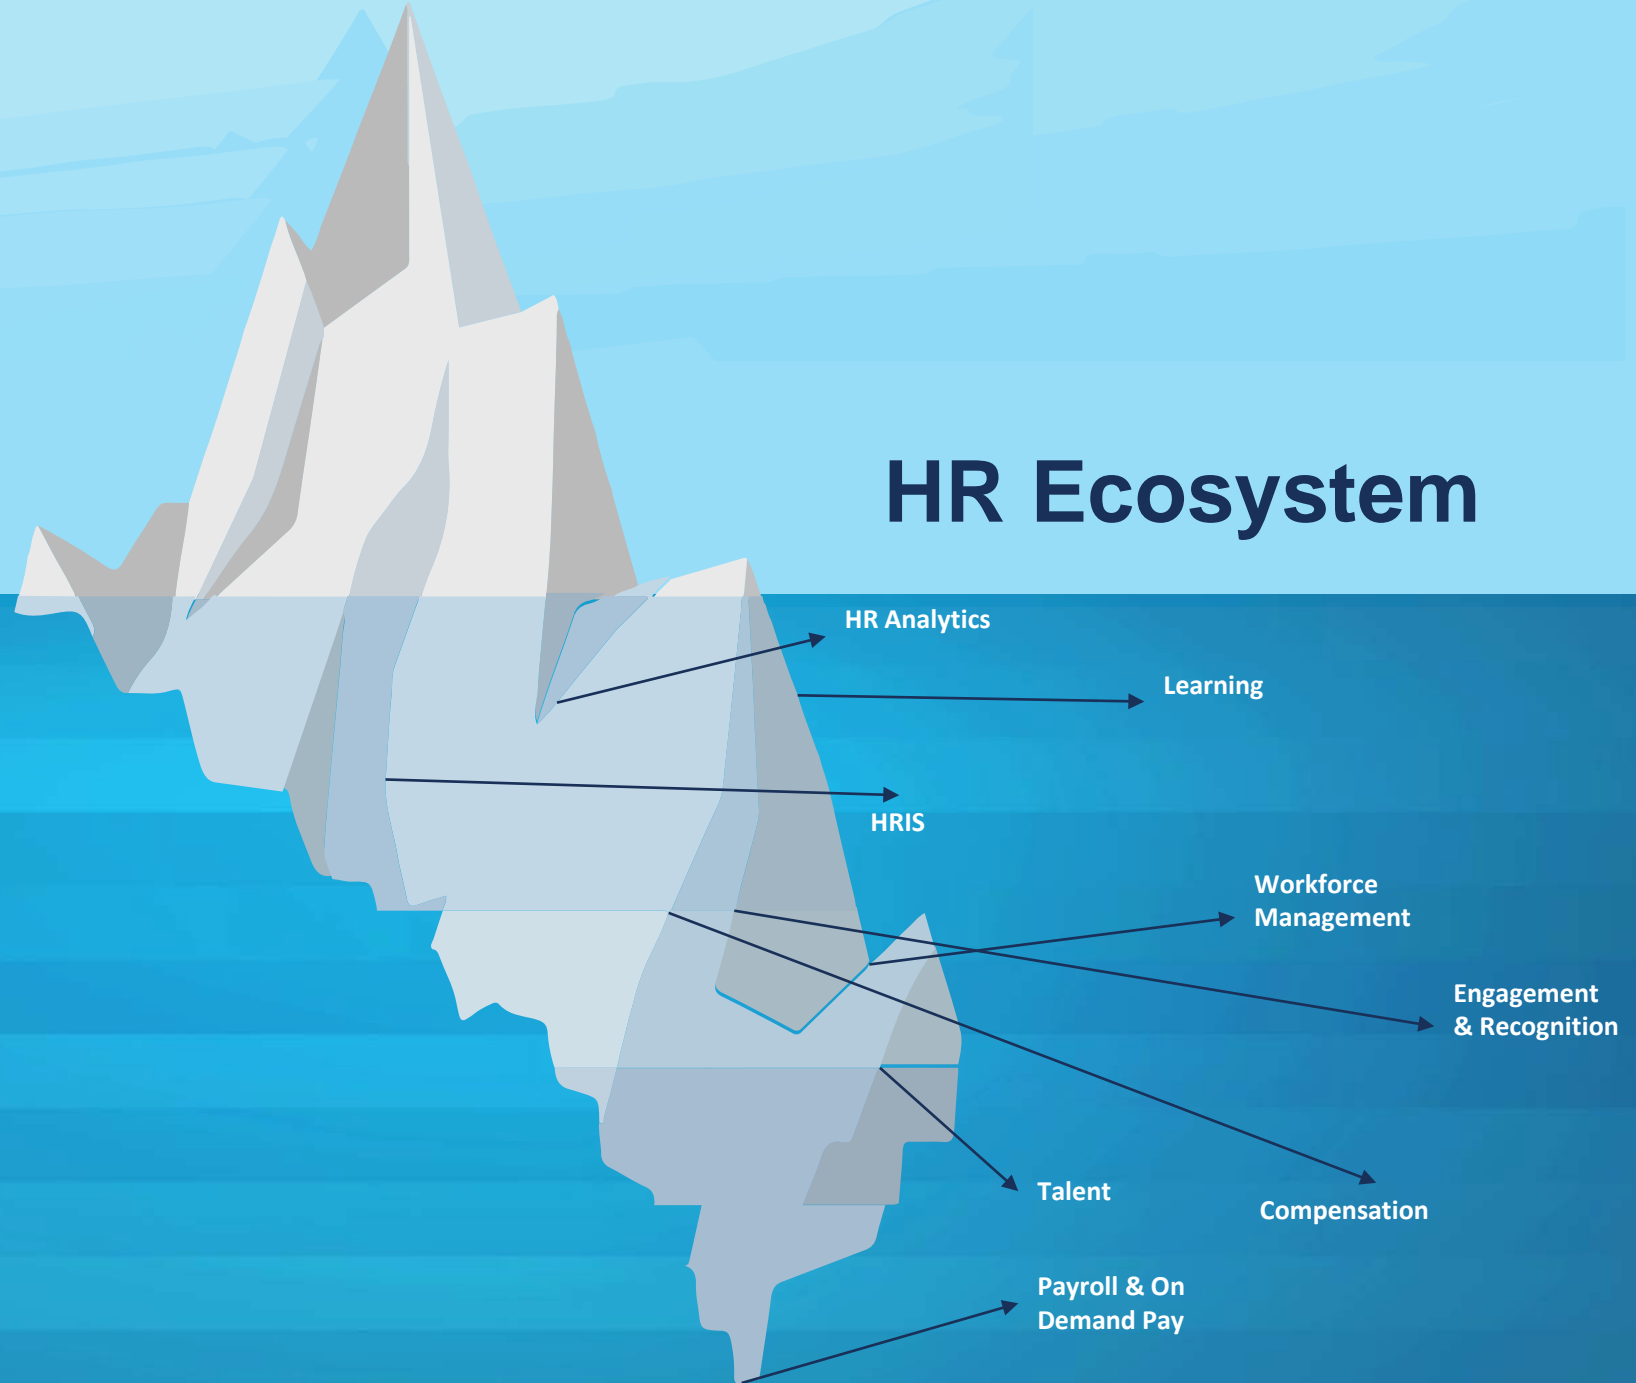 HR Ecosystem
HR Analytics
Learning
HRIS
Workforce
Management
Engagement
& Recognition
Talent
Compensation
Payroll & On
Demand Pay